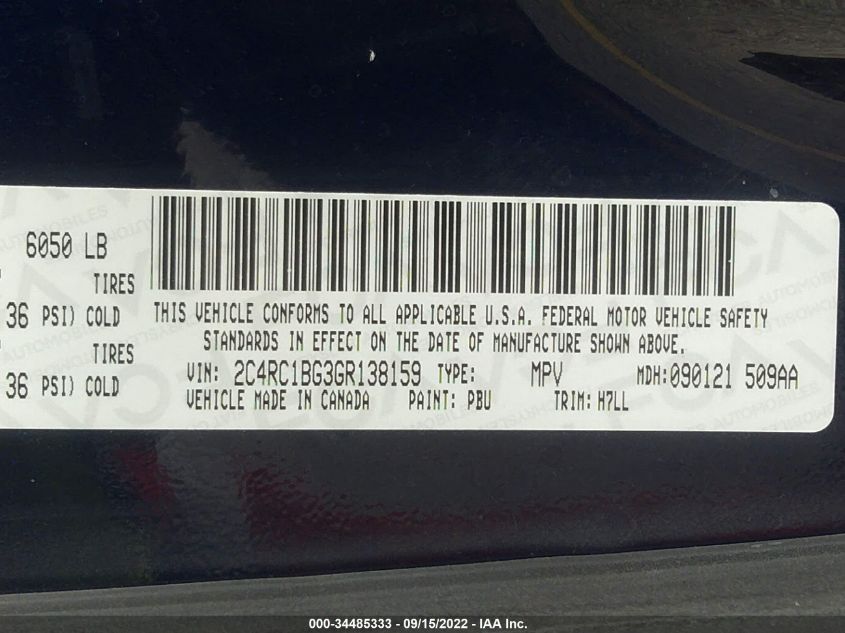 6050 LB
TIRES
36 PSI) COLD
TIRES
36 PSI) COLD
THIS VEHICLE CONFORMS TO ALL APPLICABLE U.S.A. FEDERAL MOTOR VEHICLE SAFETY
STANDARDS IN EFFECT ON THE DATE OF MANUFACTURE SHOWN ABOVE.
VIN: 2C4RC1BG3GR138159 TYPE: MPV MDH: 090121 509AA
VEHICLE MADE IN CANADA PAINT: PBU TRIM: H7LL
000-34485333 - 09/15/2022 - IAA Inc.